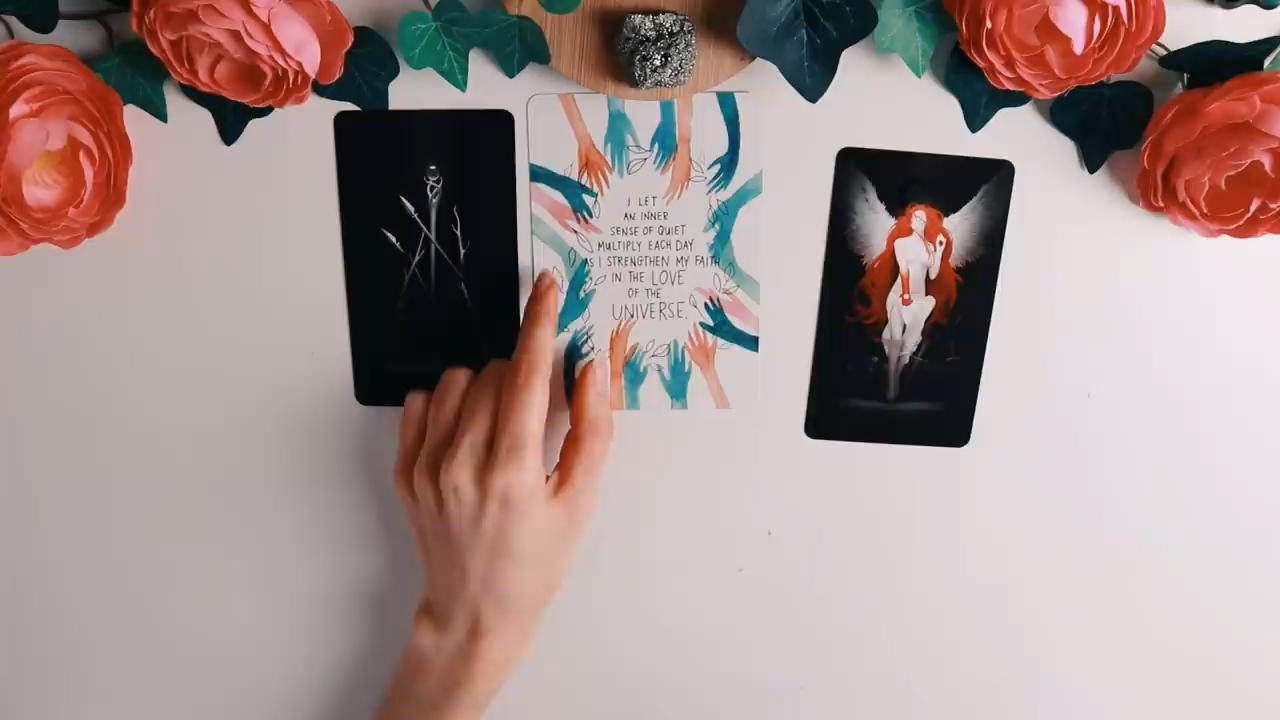 I LET
AN INNER
SENSE OF QUIET
MULTIPLY EACH DAY
AS I STRENGTHEN MY FAITH
IN THE LOVE
OF THE
UNIVERSE.